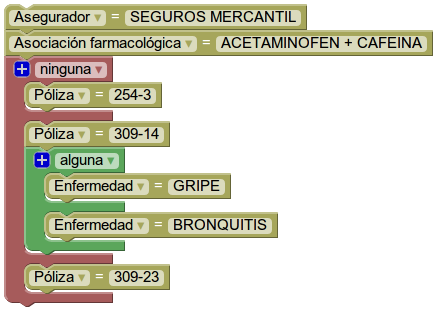 Asegurador = SEGUROS MERCANTIL
Asociación farmacológica = ACETAMINOFEN + CAFEINA
ninguna
Póliza = 254-3
Póliza = 309-14
alguna
Enfermedad = GRIPE
Enfermedad = BRONQUITIS
Póliza = 309-23